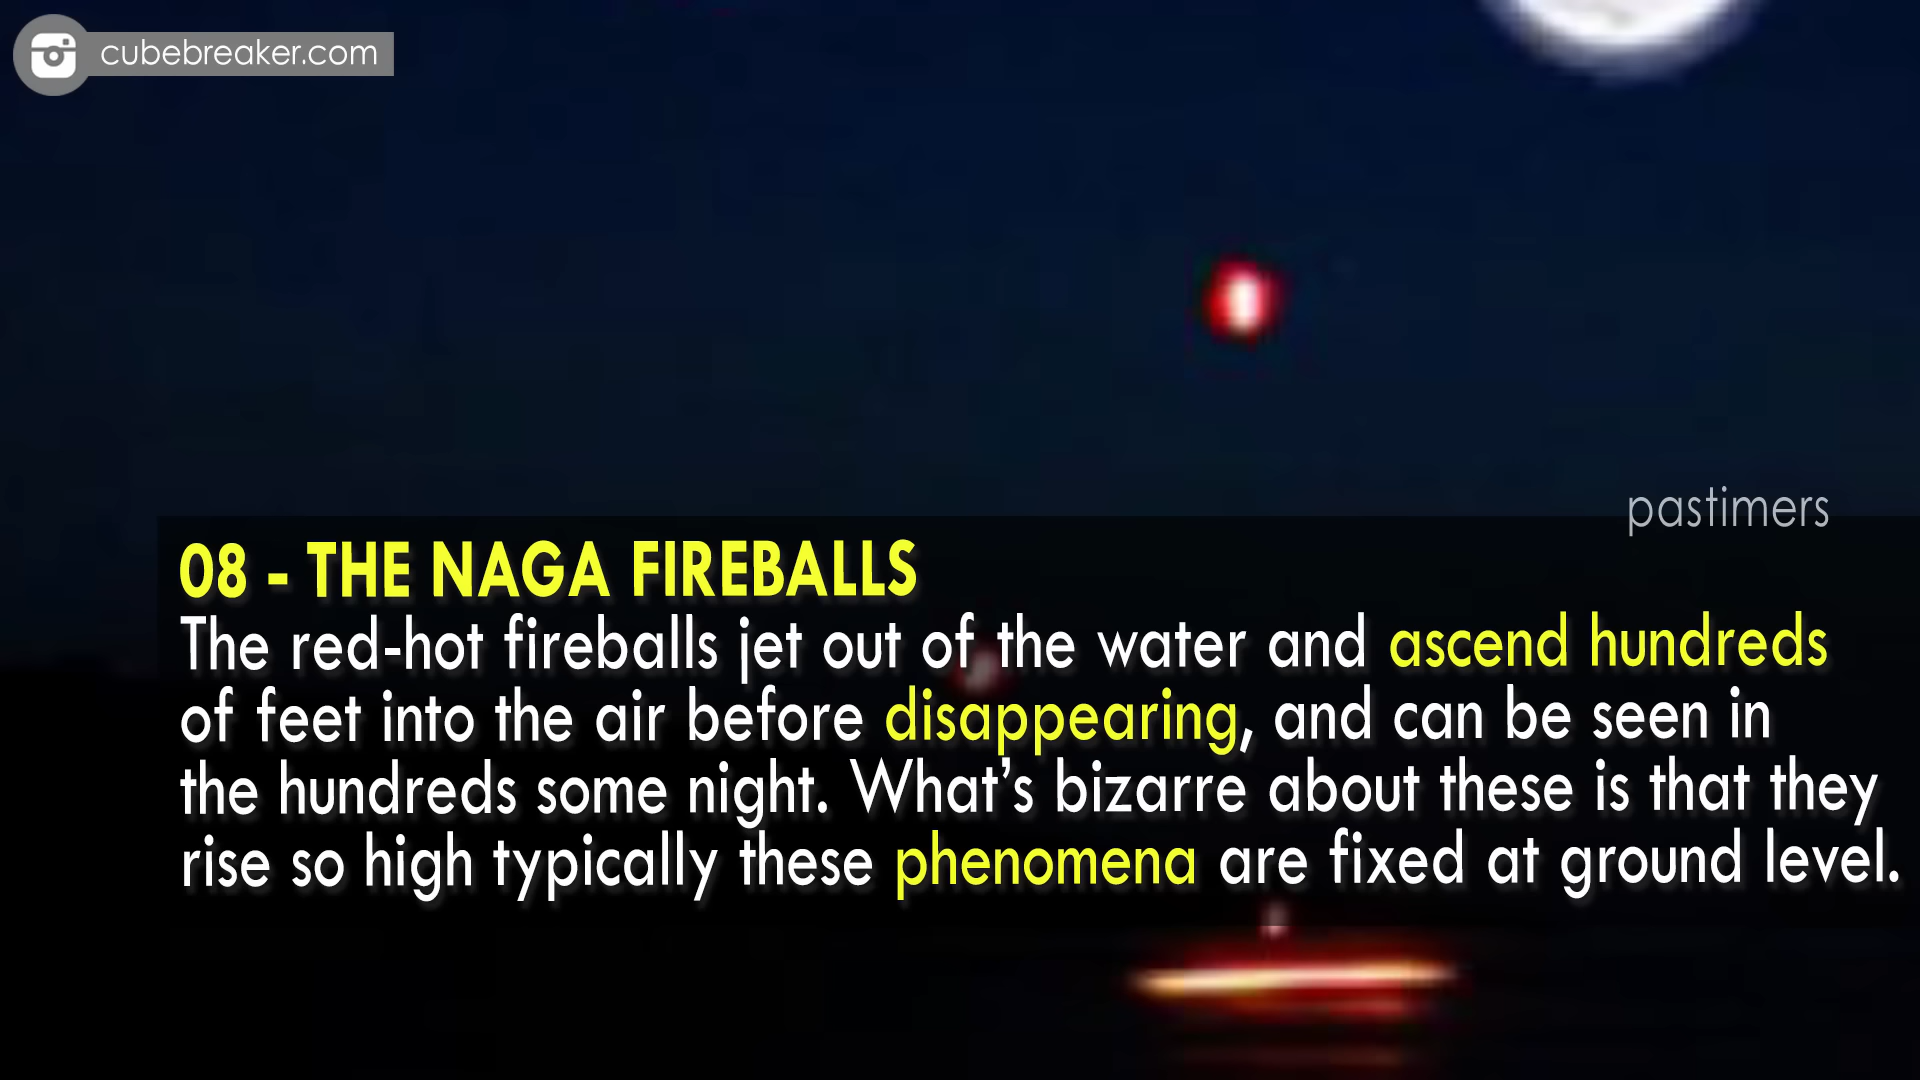 cubebreaker.com
pastimers
08 - THE NAGA FIREBALLS
The red-hot fireballs jet out of the water and ascend hundreds
of feet into the air before disappearing, and can be seen in
the hundreds some night. What's bizarre about these is that they
rise so high typically these phenomena are fixed at ground level.